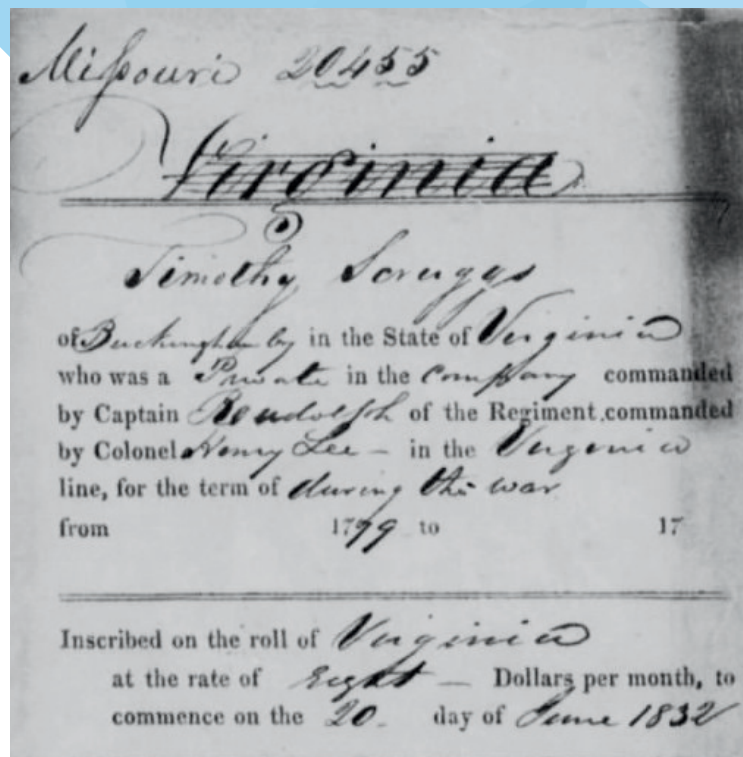 Missouri 20455
Virginia
Timothy Scruggs
of Buckingham Cy in the State of Virginia
who was a Private in the Company commanded
by Captain Rudolph of the Regiment commanded
by Colonel Henry Lee – in the Virginia
line, for the term of during the war
from 1779 to 17
Inscribed on the roll of Virginia
at the rate of Eight – Dollars per month, to
commence on the 20 day of June 1832